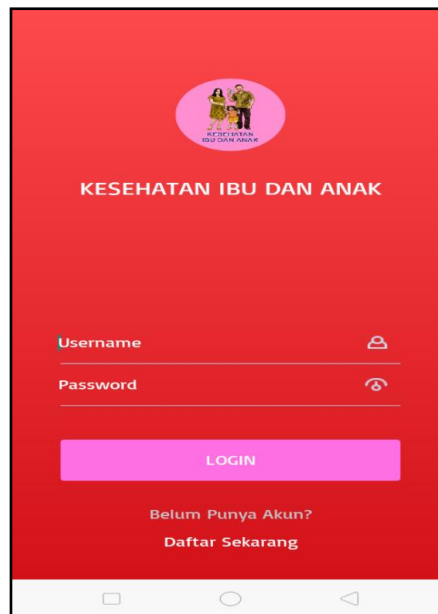 KESEHATAN
IBU DAN ANAK
KESEHATAN IBU DAN ANAK
Username
Password
LOGIN
Belum Punya Akun?
Daftar Sekarang